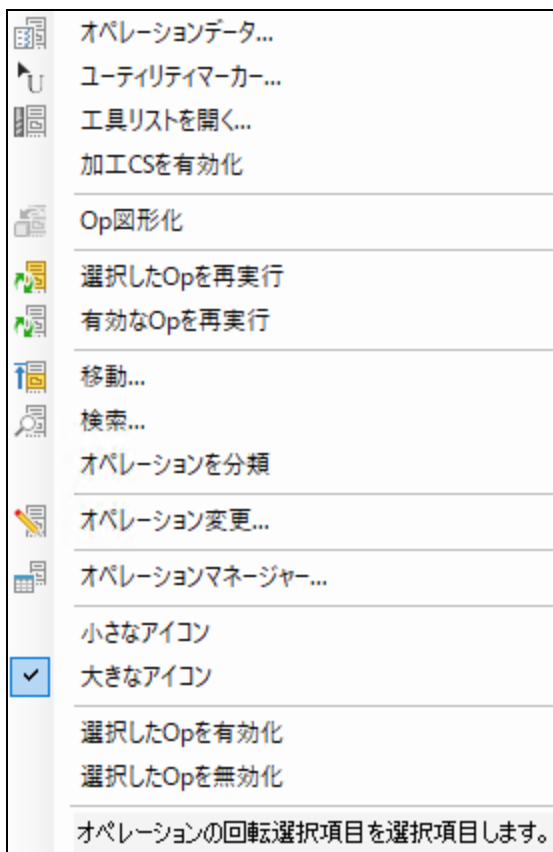 オペレーションデータ...
ユーティリティマーカー...
工具リストを開く...
加工CSを有効化
Op図形化
選択したOpを再実行
有効なOpを再実行
移動...
検索...
オペレーションを分類
オペレーション変更...
オペレーションマネージャー...
小さなアイコン
大きなアイコン
選択したOpを有効化
選択したOpを無効化
オペレーションの回転選択項目を選択項目します。